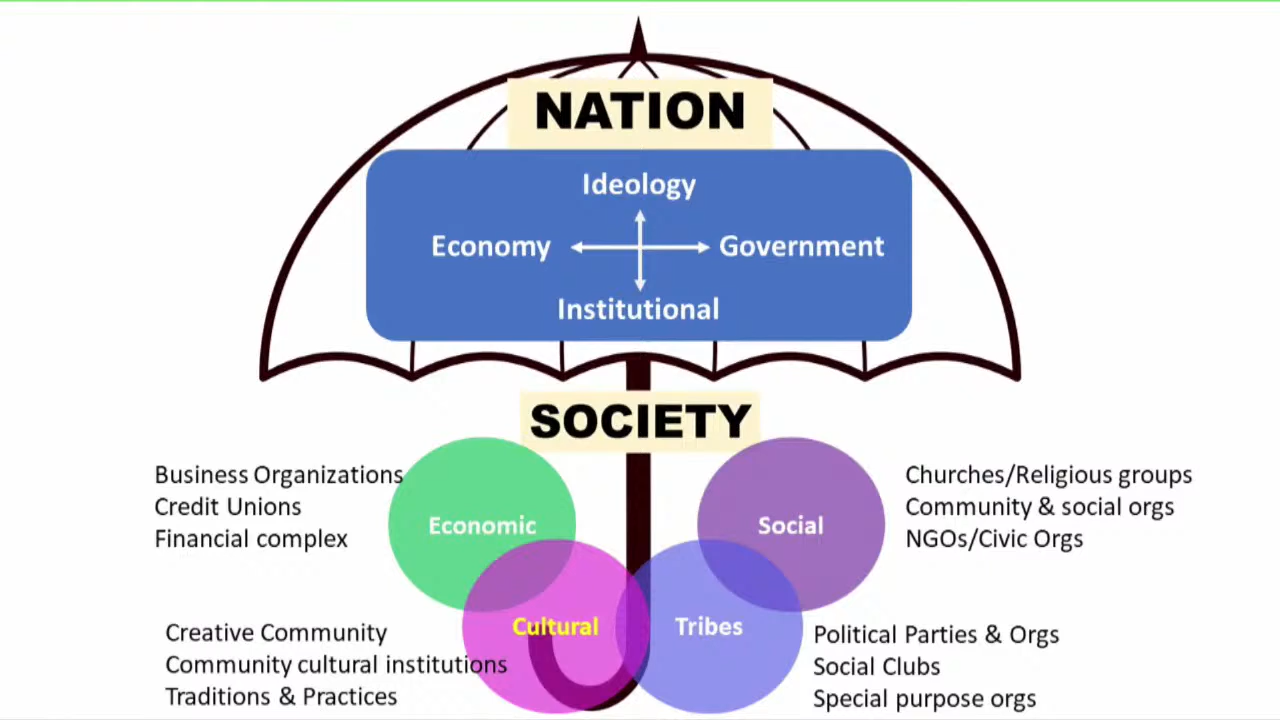 NATION
Ideology
Economy
Government
Institutional
SOCIETY
Business Organizations
Credit Unions
Financial complex
Economic
Social
Churches/Religious groups
Community & social orgs
NGOs/Civic Orgs
Creative Community
Community cultural institutions
Traditions & Practices
Cultural
Tribes
Political Parties & Orgs
Social Clubs
Special purpose orgs